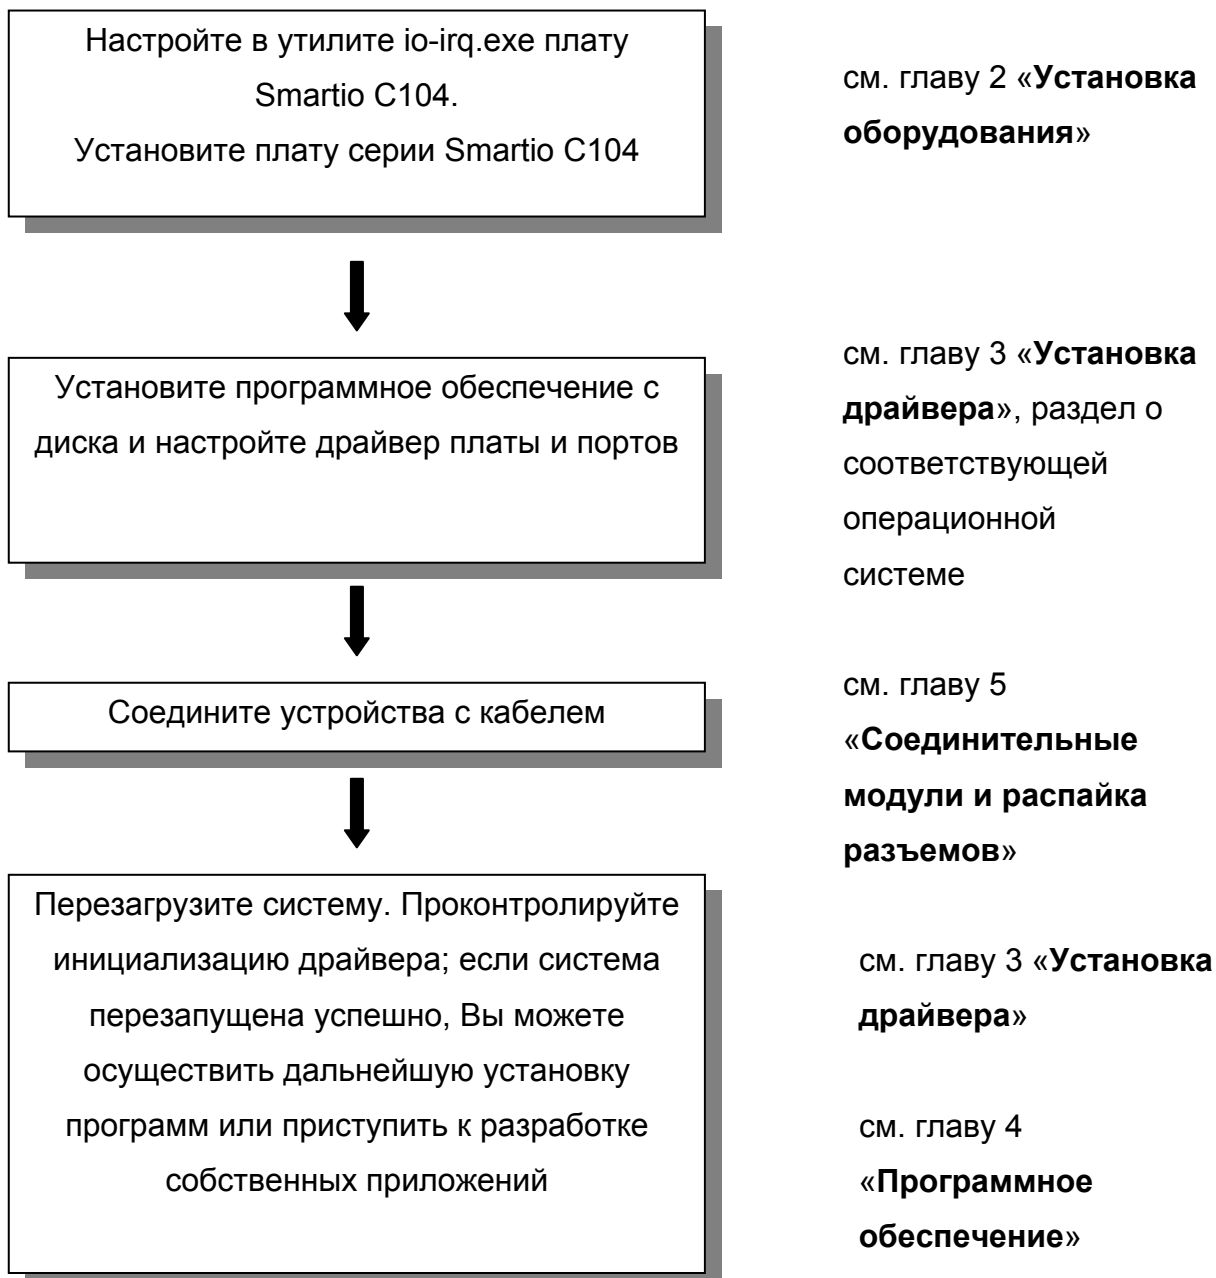 Настройте в утилите io-irq.exe плату
Smartio C104.
Установите плату серии Smartio C104
см. главу 2 «Установка
оборудования»
Установите программное обеспечение с
диска и настройте драйвер платы и портов
см. главу 3 «Установка
драйвера», раздел о
соответствующей
операционной
системе
Соедините устройства с кабелем
см. главу 5
«Соединительные
модули и распайка
разъемов»
Перезагрузите систему. Проконтролируйте
инициализацию драйвера; если система
перезапущена успешно, Вы можете
осуществить дальнейшую установку
программ или приступить к разработке
собственных приложений
см. главу 3 «Установка
драйвера»
см. главу 4
«Программное
обеспечение»